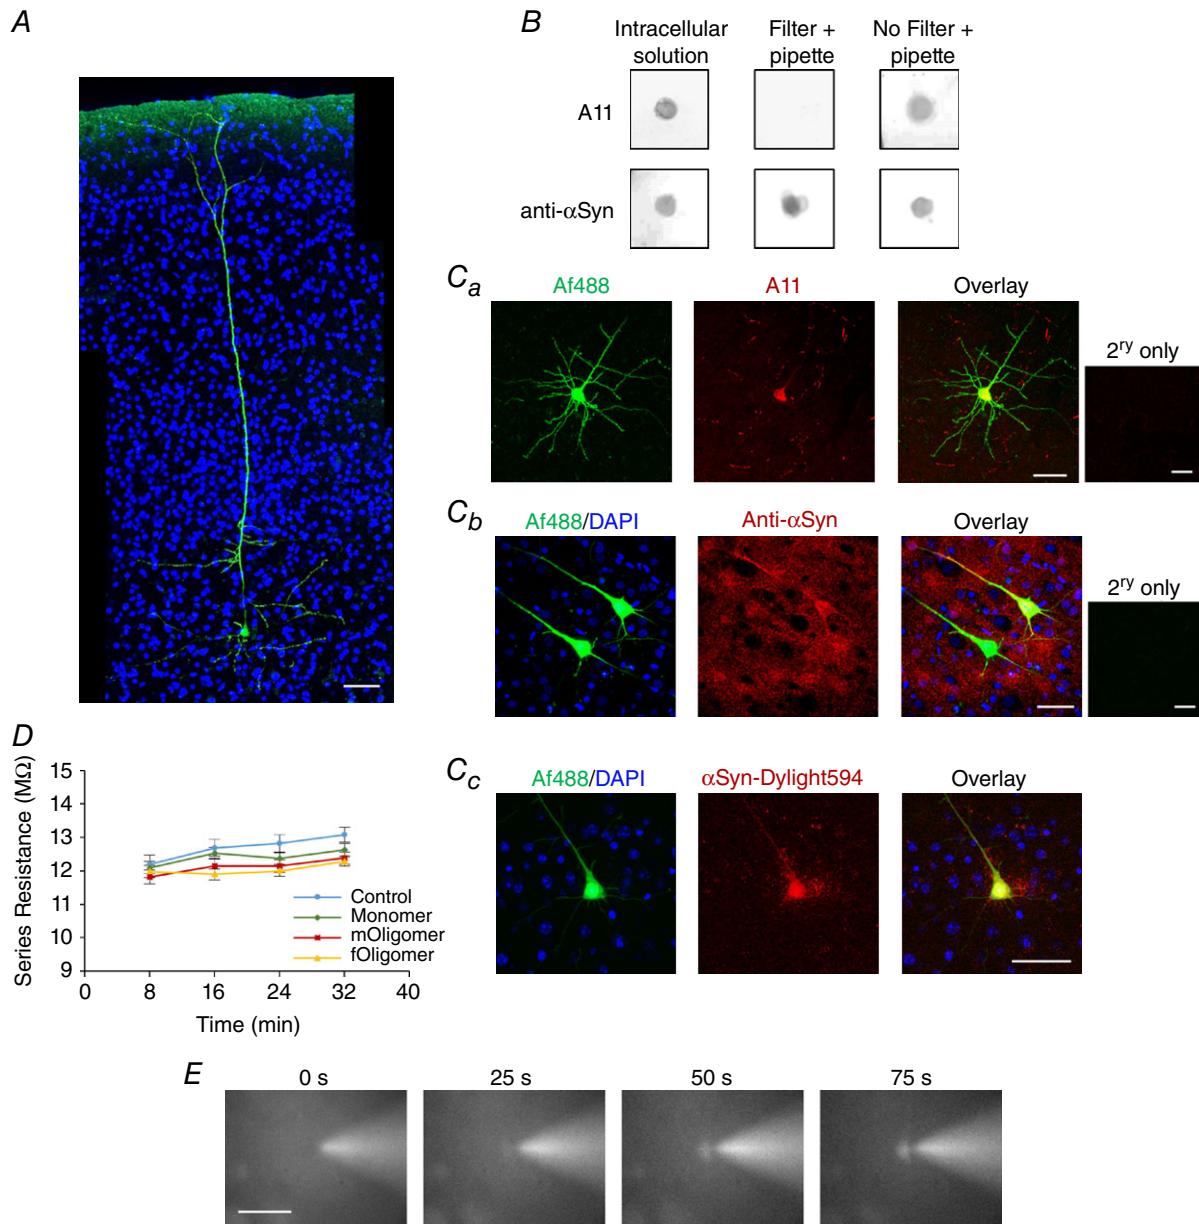 A
B
Intracellular solution
Filter + pipette
No Filter + pipette
A11
anti-αSyn
Ca
Af488
A11
Overlay
2ry only
Cb
Af488/DAPI
Anti-αSyn
Overlay
2ry only
D
15
14
13
12
11
10
9
Series Resistance (MΩ)
Control
Monomer
mOligomer
fOligomer
0 8 16 24 32 40
Time (min)
Cc
Af488/DAPI
αSyn-Dylight594
Overlay
E
0 s
25 s
50 s
75 s